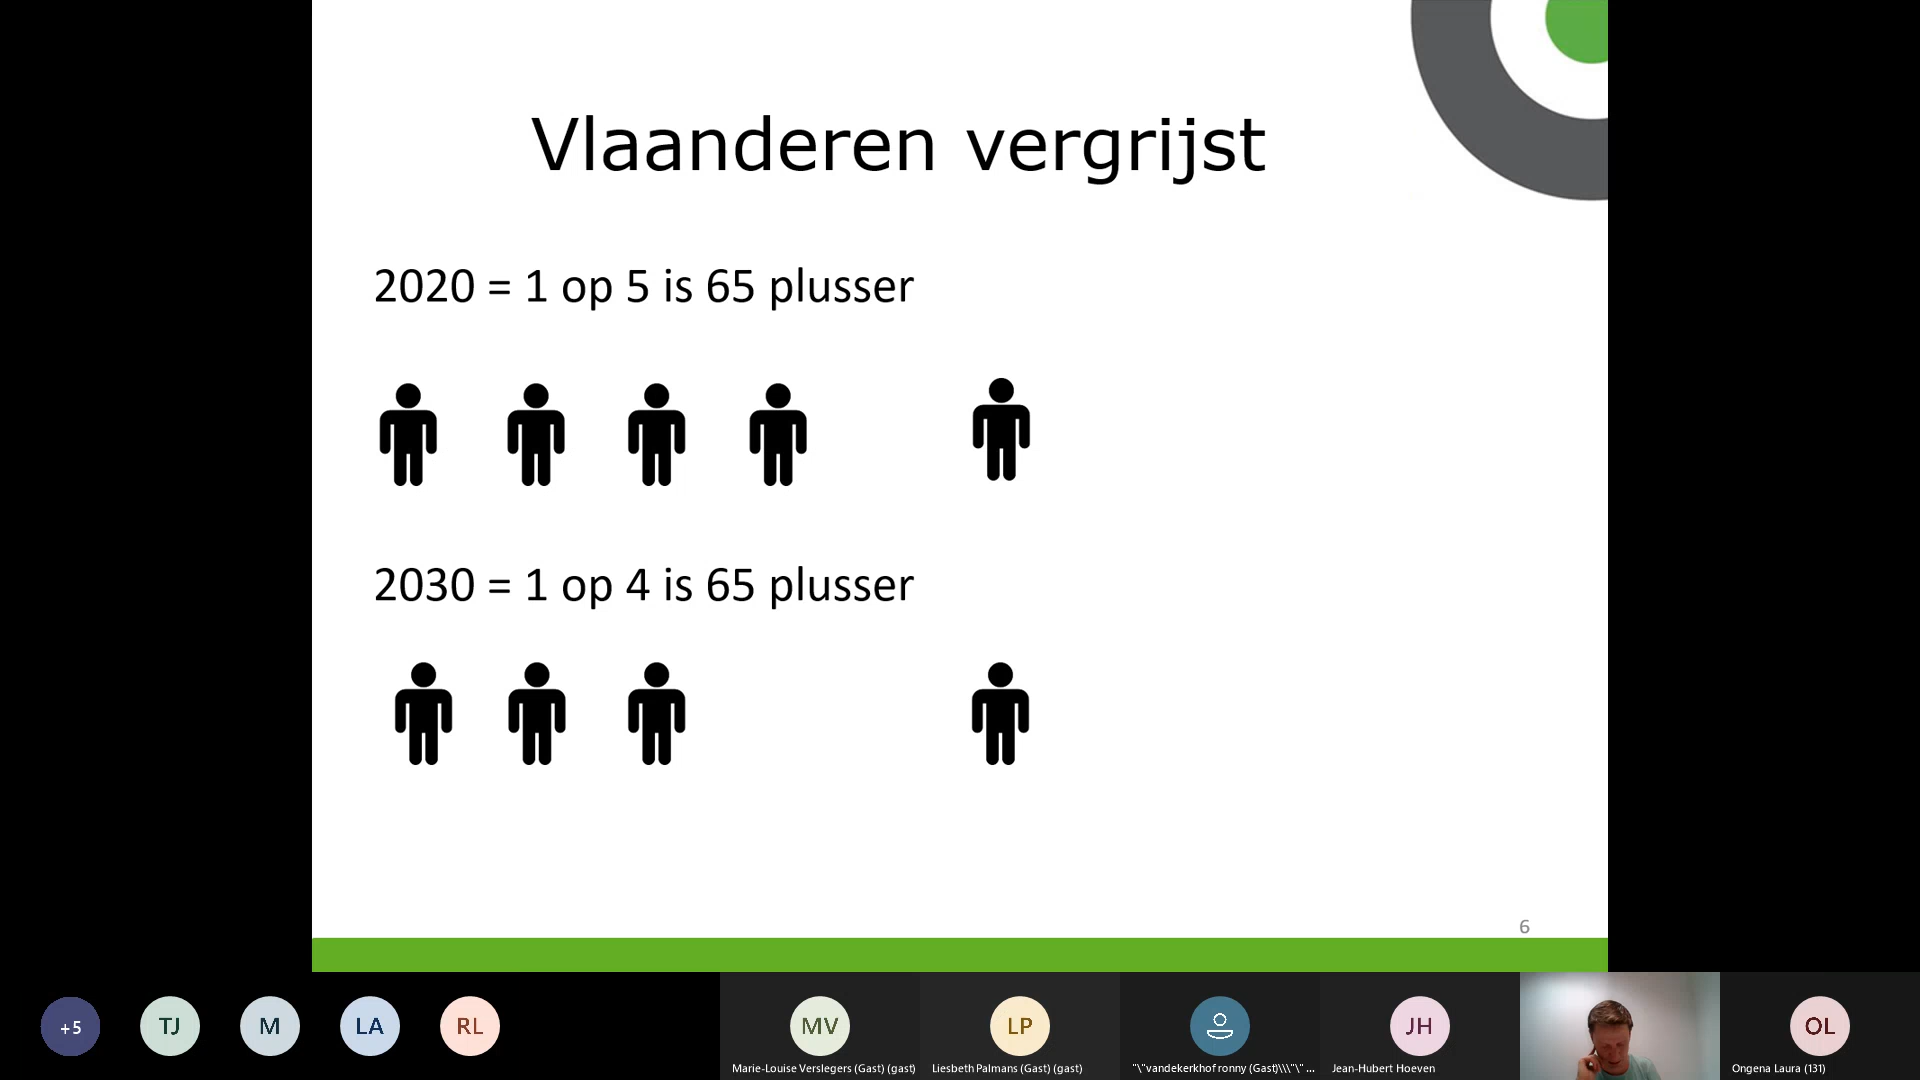 Vlaanderen vergrijst
2020 = 1 op 5 is 65 plusser
2030 = 1 op 4 is 65 plusser
6
+5
TJ
M
LA
RL
MV
LP
JH
OL
Marie-Louise Verslegers (Gast) (gast)
Liesbeth Palmans (Gast) (gast)
"\"vandekerkhof ronny (Gast)\\\"\" ...
Jean-Hubert Hoeven
Ongena Laura (131)